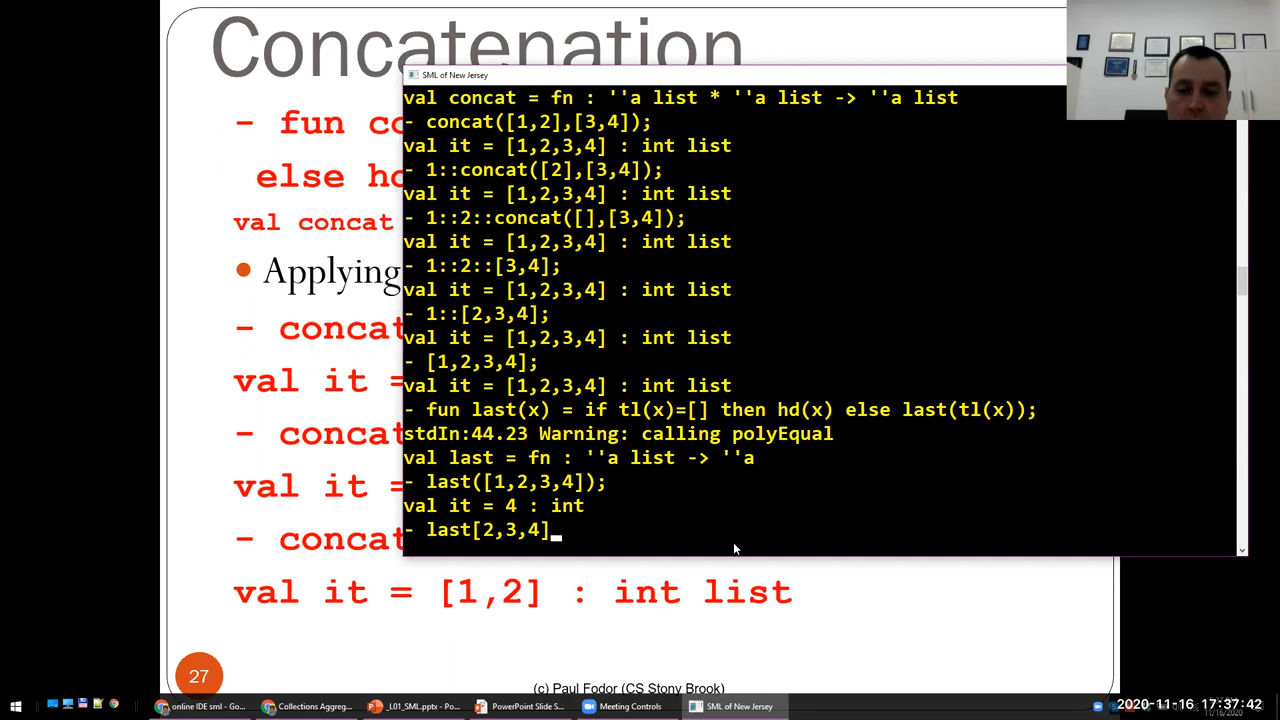 Concatenation
- fun co
else ho
val concat
Applying
- concat
val it =
- concat
val it =
- concat
val it = [1,2] : int list
27
(c) Paul Fodor (CS Stony Brook)
SML of New Jersey
val concat = fn : ''a list * ''a list -> ''a list
- concat([1,2],[3,4]);
val it = [1,2,3,4] : int list
- 1::concat([2],[3,4]);
val it = [1,2,3,4] : int list
- 1::2::concat([],[3,4]);
val it = [1,2,3,4] : int list
- 1::2::[3,4];
val it = [1,2,3,4] : int list
- 1::[2,3,4];
val it = [1,2,3,4] : int list
- [1,2,3,4];
val it = [1,2,3,4] : int list
- fun last(x) = if tl(x)=[] then hd(x) else last(tl(x));
stdIn:44.23 Warning: calling polyEqual
val last = fn : ''a list -> ''a
- last([1,2,3,4]);
val it = 4 : int
- last[2,3,4]
online IDE sml - Go...
Collections Aggreg...
_L01_SML.pptx - Po...
PowerPoint Slide S...
Meeting Controls
SML of New Jersey
2020-11-16 17:37:42
11/16/2020